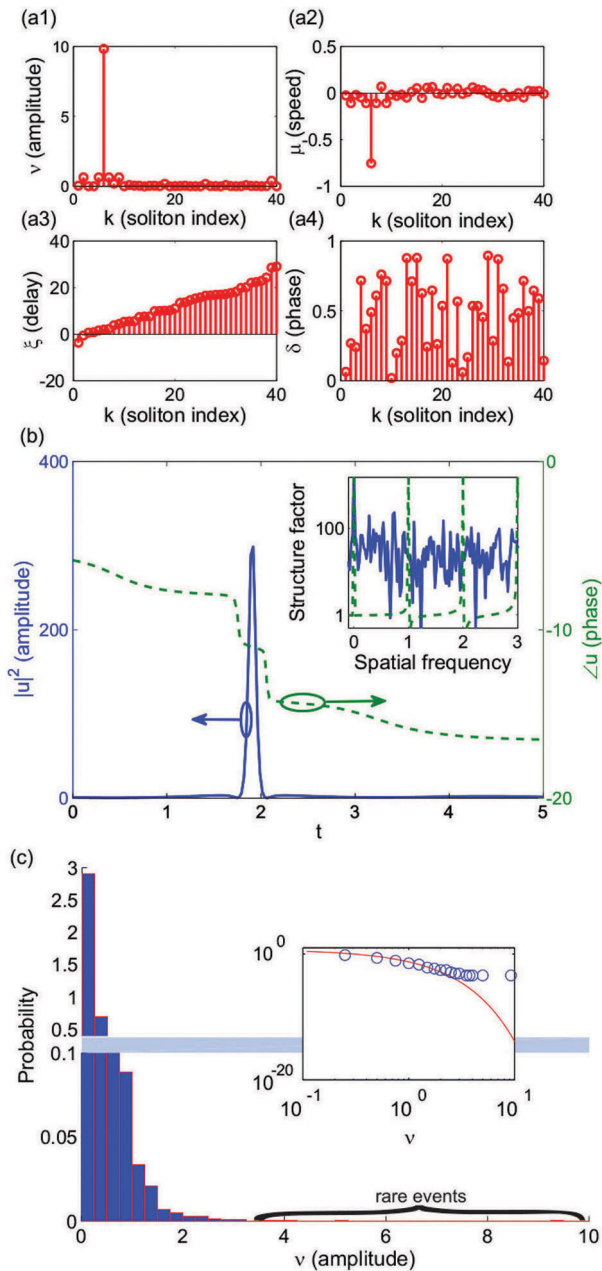 (a1)
(a2)
ν (amplitude)
10
5
0
0
20
40
k (soliton index)
μ (speed)
0.5
0
-0.5
-1
0
20
40
k (soliton index)
(a3)
(a4)
ξ (delay)
40
20
0
-20
0
20
40
k (soliton index)
δ (phase)
1
0.5
0
0
20
40
k (soliton index)
(b)
|u|² (amplitude)
400
200
0
0
1
2
3
4
5
t
∠u (phase)
0
-10
-20
Structure factor
100
1
0
1
2
3
Spatial frequency
(c)
Probability
3
2.5
2
1.5
1
0.5
0.1
0.05
0
0
2
4
6
8
10
ν (amplitude)
rare events
10⁰
10⁻²⁰
10⁻¹
10⁰
10¹
ν